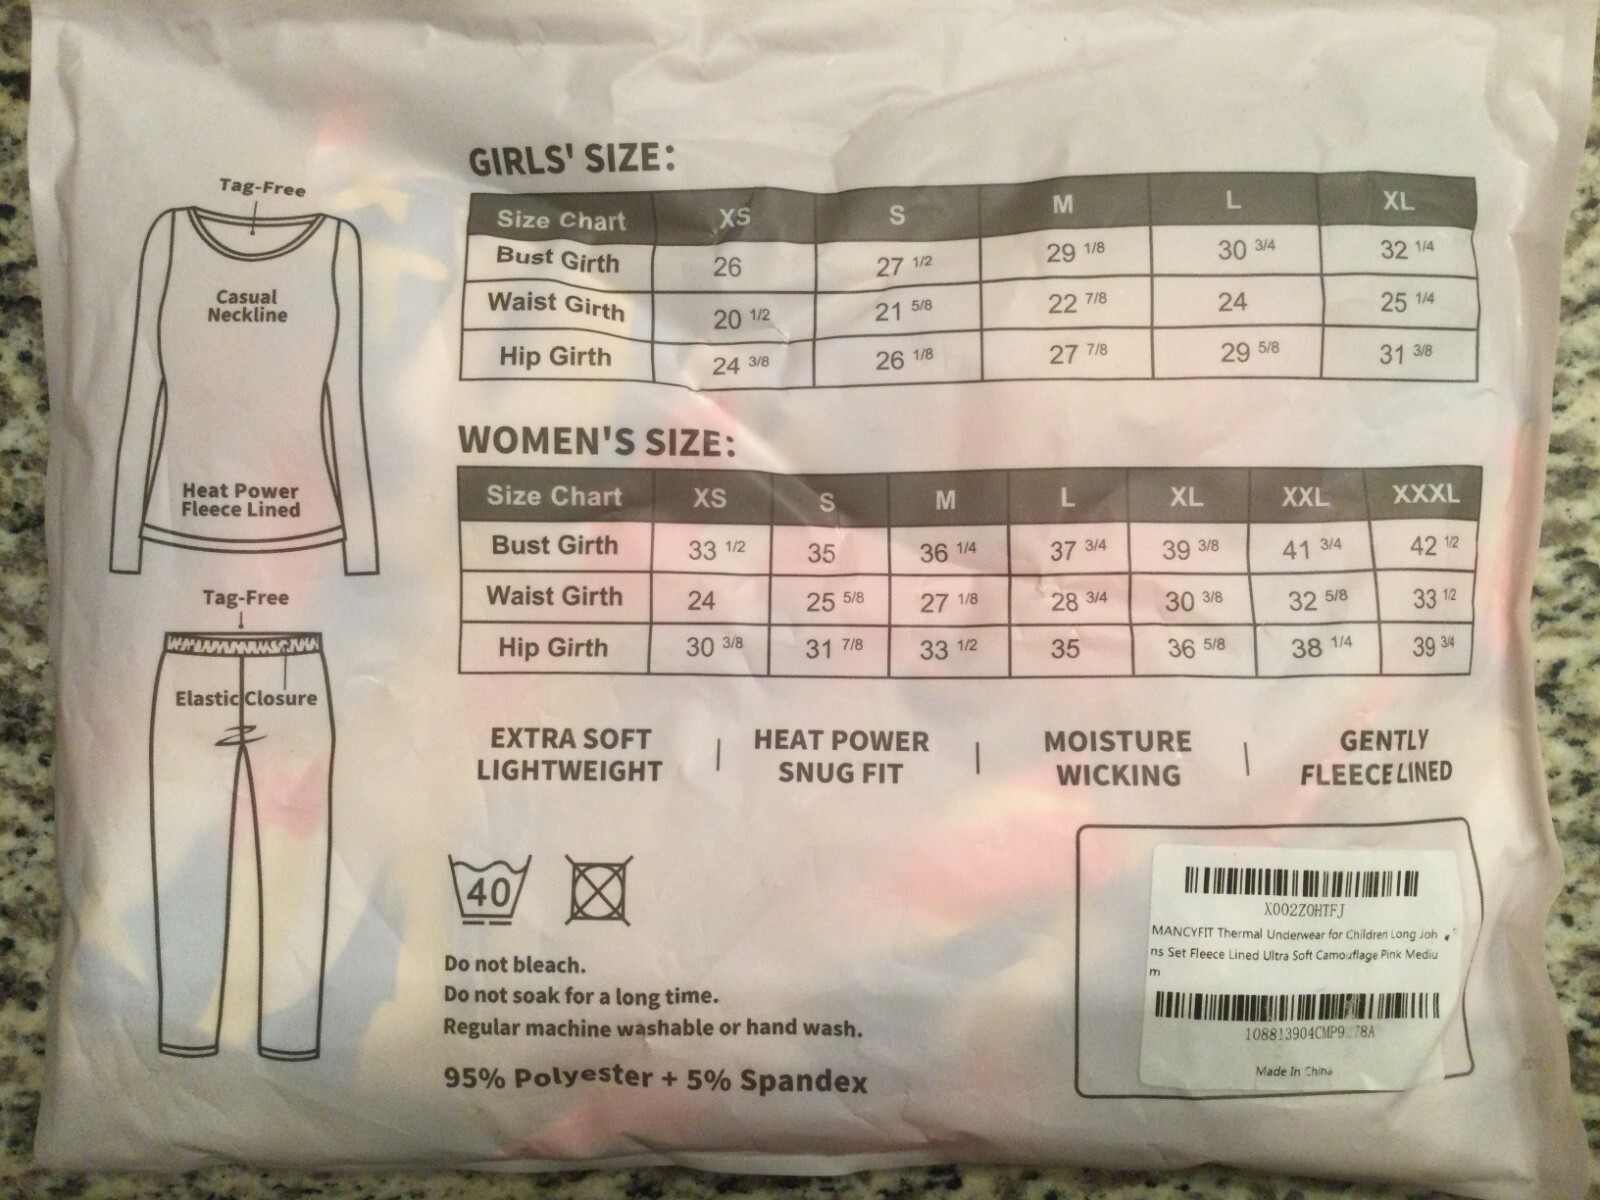 Tag-Free
Casual
Neckline
Heat Power
Fleece Lined
Tag-Free
Elastic Closure
GIRLS' SIZE:
Size Chart XS S M L XL
Bust Girth 26 27 1/2 29 1/8 30 3/4 32 1/4
Waist Girth 20 1/2 21 5/8 22 7/8 24 25 1/4
Hip Girth 24 3/8 26 1/8 27 7/8 29 5/8 31 3/8
WOMEN'S SIZE:
Size Chart XS S M L XL XXL XXXL
Bust Girth 33 1/2 35 36 1/4 37 3/4 39 3/8 41 3/4 42 1/2
Waist Girth 24 25 5/8 27 1/8 28 3/4 30 3/8 32 5/8 33 1/2
Hip Girth 30 3/8 31 7/8 33 1/2 35 36 5/8 38 1/4 39 3/4
EXTRA SOFT
LIGHTWEIGHT
HEAT POWER
SNUG FIT
MOISTURE
WICKING
GENTLY
FLEECE LINED
40
Do not bleach.
Do not soak for a long time.
Regular machine washable or hand wash.
95% Polyester + 5% Spandex
X002Z0HTFJ
MANCYFIT Thermal Underwear for Children Long Joh
ns Set Fleece Lined Ultra Soft Camouflage Pink Mediu
m
Made In China